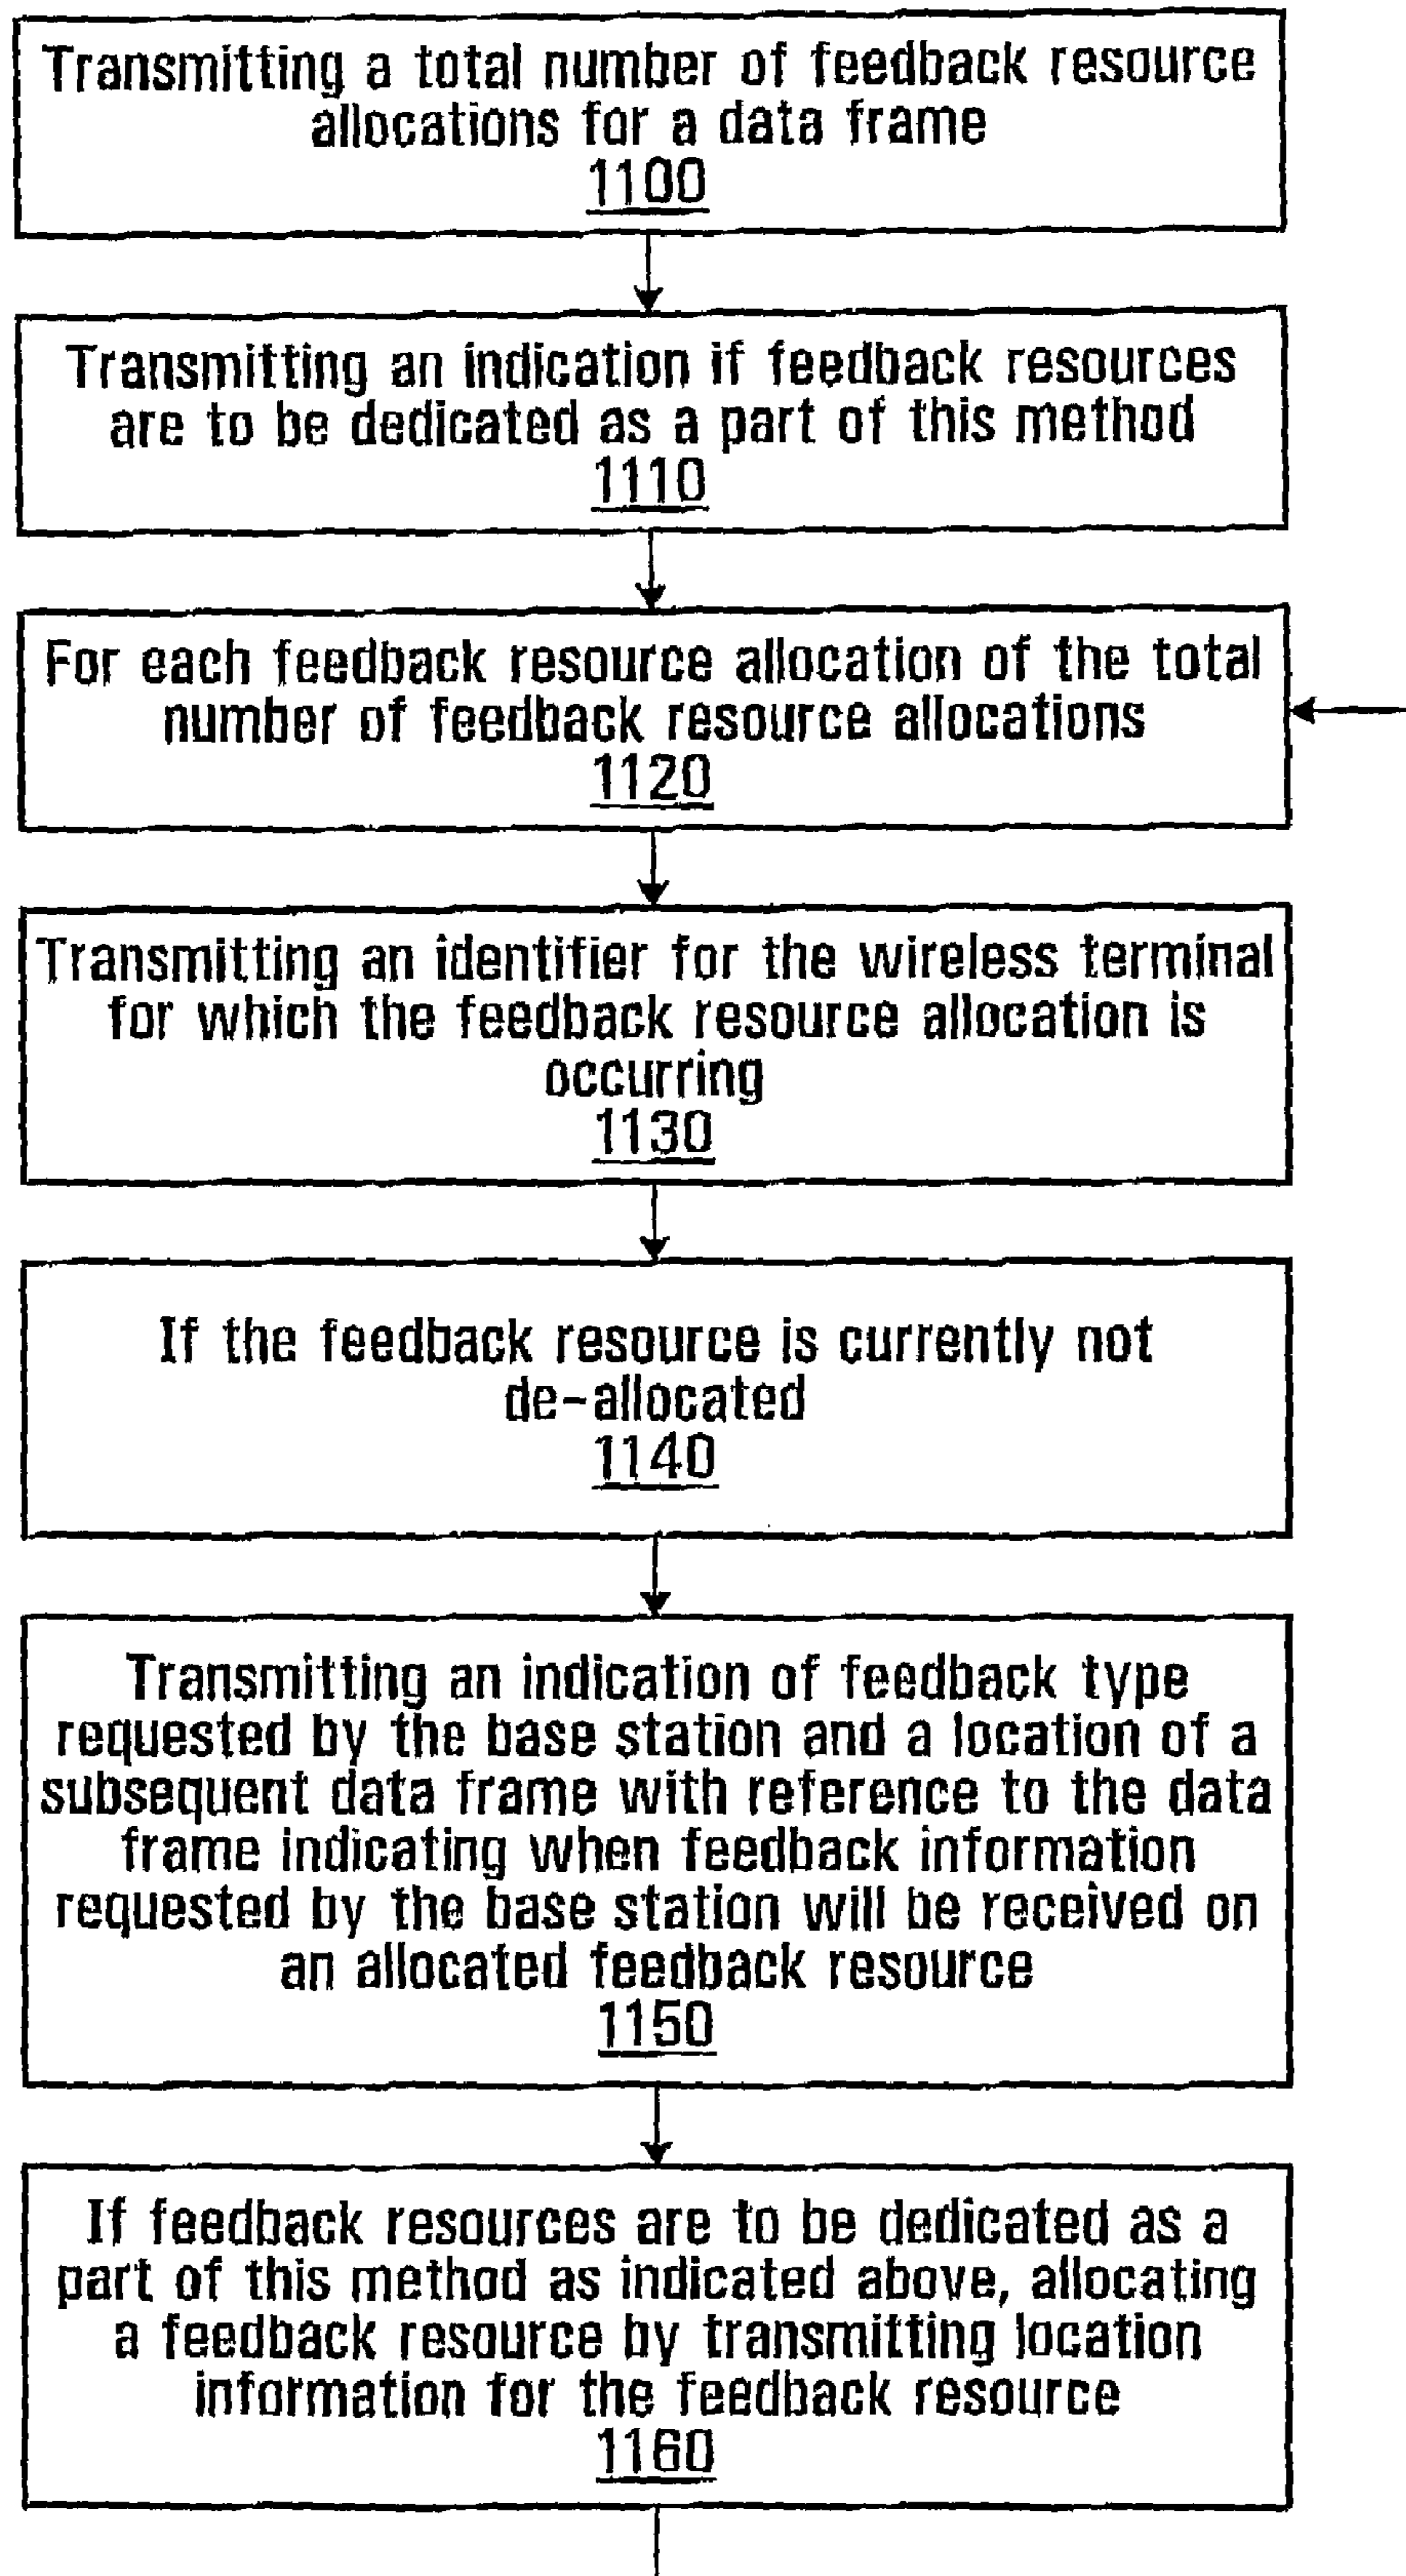 Transmitting a total number of feedback resource
allocations for a data frame
1100
Transmitting an indication if feedback resources
are to be dedicated as a part of this method
1110
For each feedback resource allocation of the total
number of feedback resource allocations
1120
Transmitting an identifier for the wireless terminal
for which the feedback resource allocation is
occurring
1130
If the feedback resource is currently not
de-allocated
1140
Transmitting an indication of feedback type
requested by the base station and a location of a
subsequent data frame with reference to the data
frame indicating when feedback information
requested by the base station will be received on
an allocated feedback resource
1150
If feedback resources are to be dedicated as a
part of this method as indicated above, allocating
a feedback resource by transmitting location
information for the feedback resource
1160